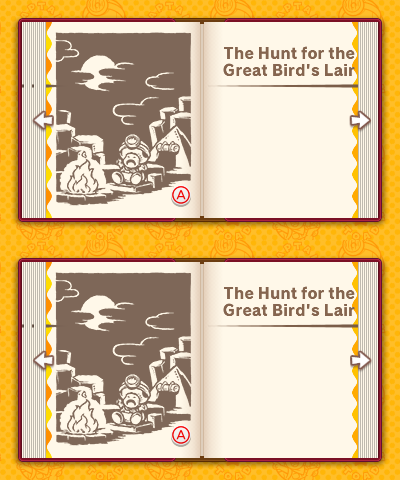 The Hunt for the
Great Bird's Lair
A
The Hunt for the
Great Bird's Lair
A